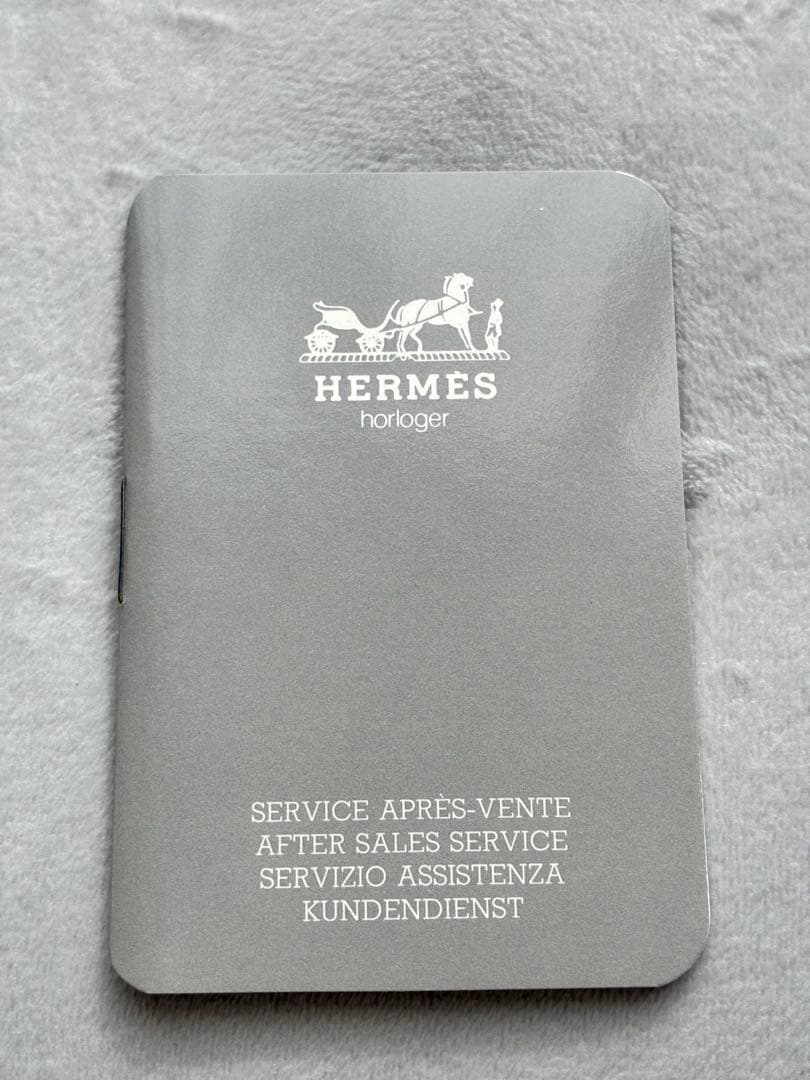 HERMÈS
horloger
SERVICE APRÈS-VENTE
AFTER SALES SERVICE
SERVIZIO ASSISTENZA
KUNDENDIENST